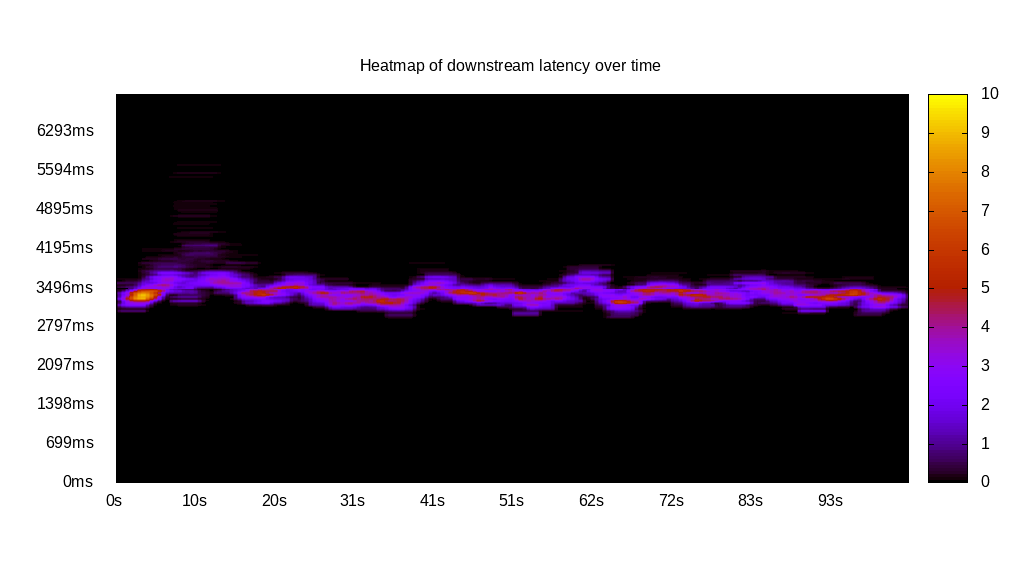 Heatmap of downstream latency over time
6293ms
5594ms
4895ms
4195ms
3496ms
2797ms
2097ms
1398ms
699ms
0ms
0s 10s 20s 31s 41s 51s 62s 72s 83s 93s
10
9
8
7
6
5
4
3
2
1
0